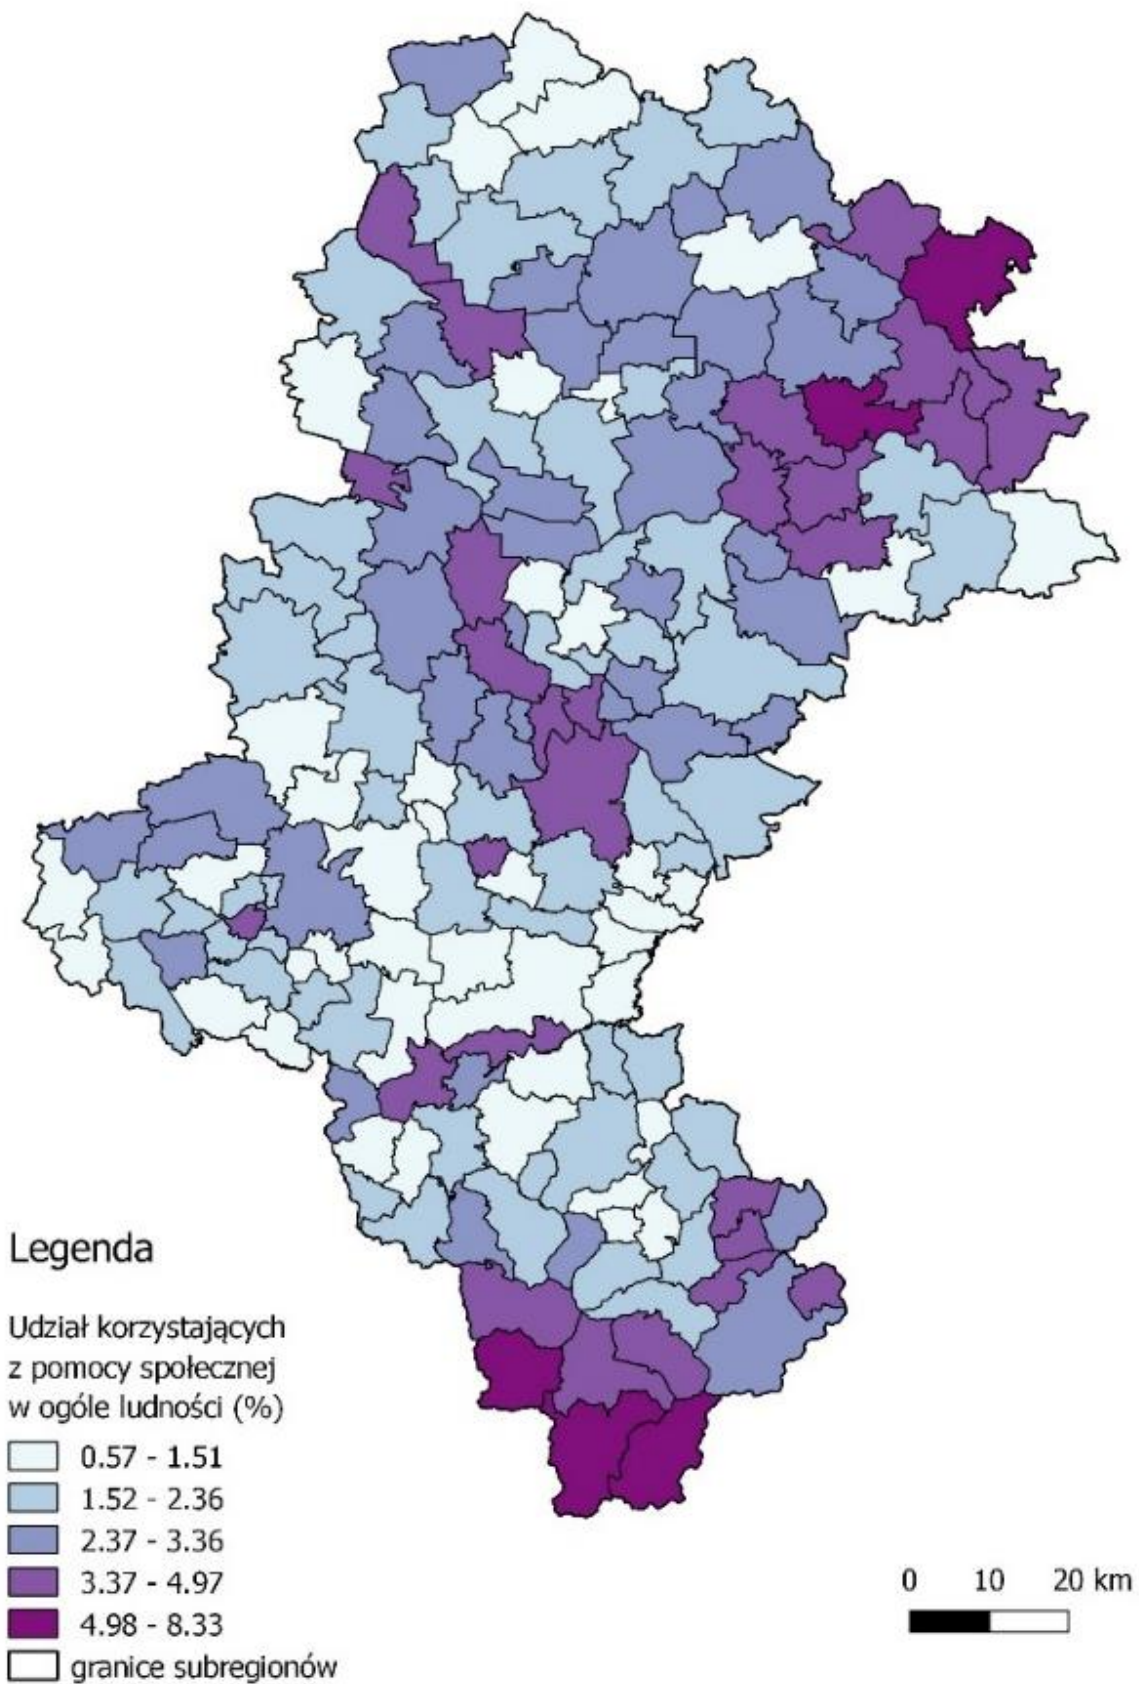 Legenda
Udział korzystających
z pomocy społecznej
w ogóle ludności (%)
0.57 - 1.51
1.52 - 2.36
2.37 - 3.36
3.37 - 4.97
4.98 - 8.33
granice subregionów
0 10 20 km